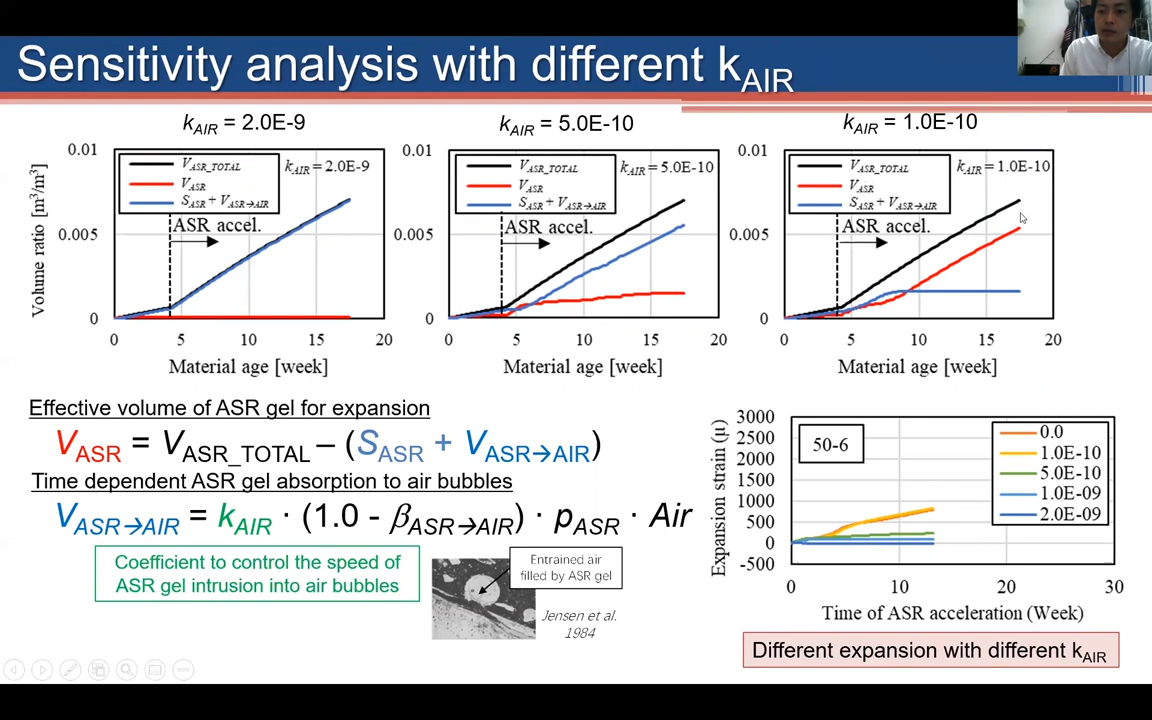 Sensitivity analysis with different kAIR
kAIR = 2.0E-9
kAIR = 5.0E-10
kAIR = 1.0E-10
Volume ratio [m³/m³]
0.01
0.005
0
VASR_TOTAL
VASR
SASR + VASR→AIR
kAIR = 2.0E-9
ASR accel.
0 5 10 15 20
Material age [week]
0.01
0.005
0
VASR_TOTAL
VASR
SASR + VASR→AIR
kAIR = 5.0E-10
ASR accel.
0 5 10 15 20
Material age [week]
0.01
0.005
0
VASR_TOTAL
VASR
SASR + VASR→AIR
kAIR = 1.0E-10
ASR accel.
0 5 10 15 20
Material age [week]
Effective volume of ASR gel for expansion
VASR = VASR_TOTAL – (SASR + VASR→AIR)
Time dependent ASR gel absorption to air bubbles
VASR→AIR = kAIR · (1.0 - βASR→AIR) · pASR · Air
Coefficient to control the speed of
ASR gel intrusion into air bubbles
Entrained air
filled by ASR gel
Jensen et al.
1984
Expansion strain (μ)
3000
2500
2000
1500
1000
500
0
-500
50-6
0.0
1.0E-10
5.0E-10
1.0E-09
2.0E-09
0 10 20 30
Time of ASR acceleration (Week)
Different expansion with different kAIR